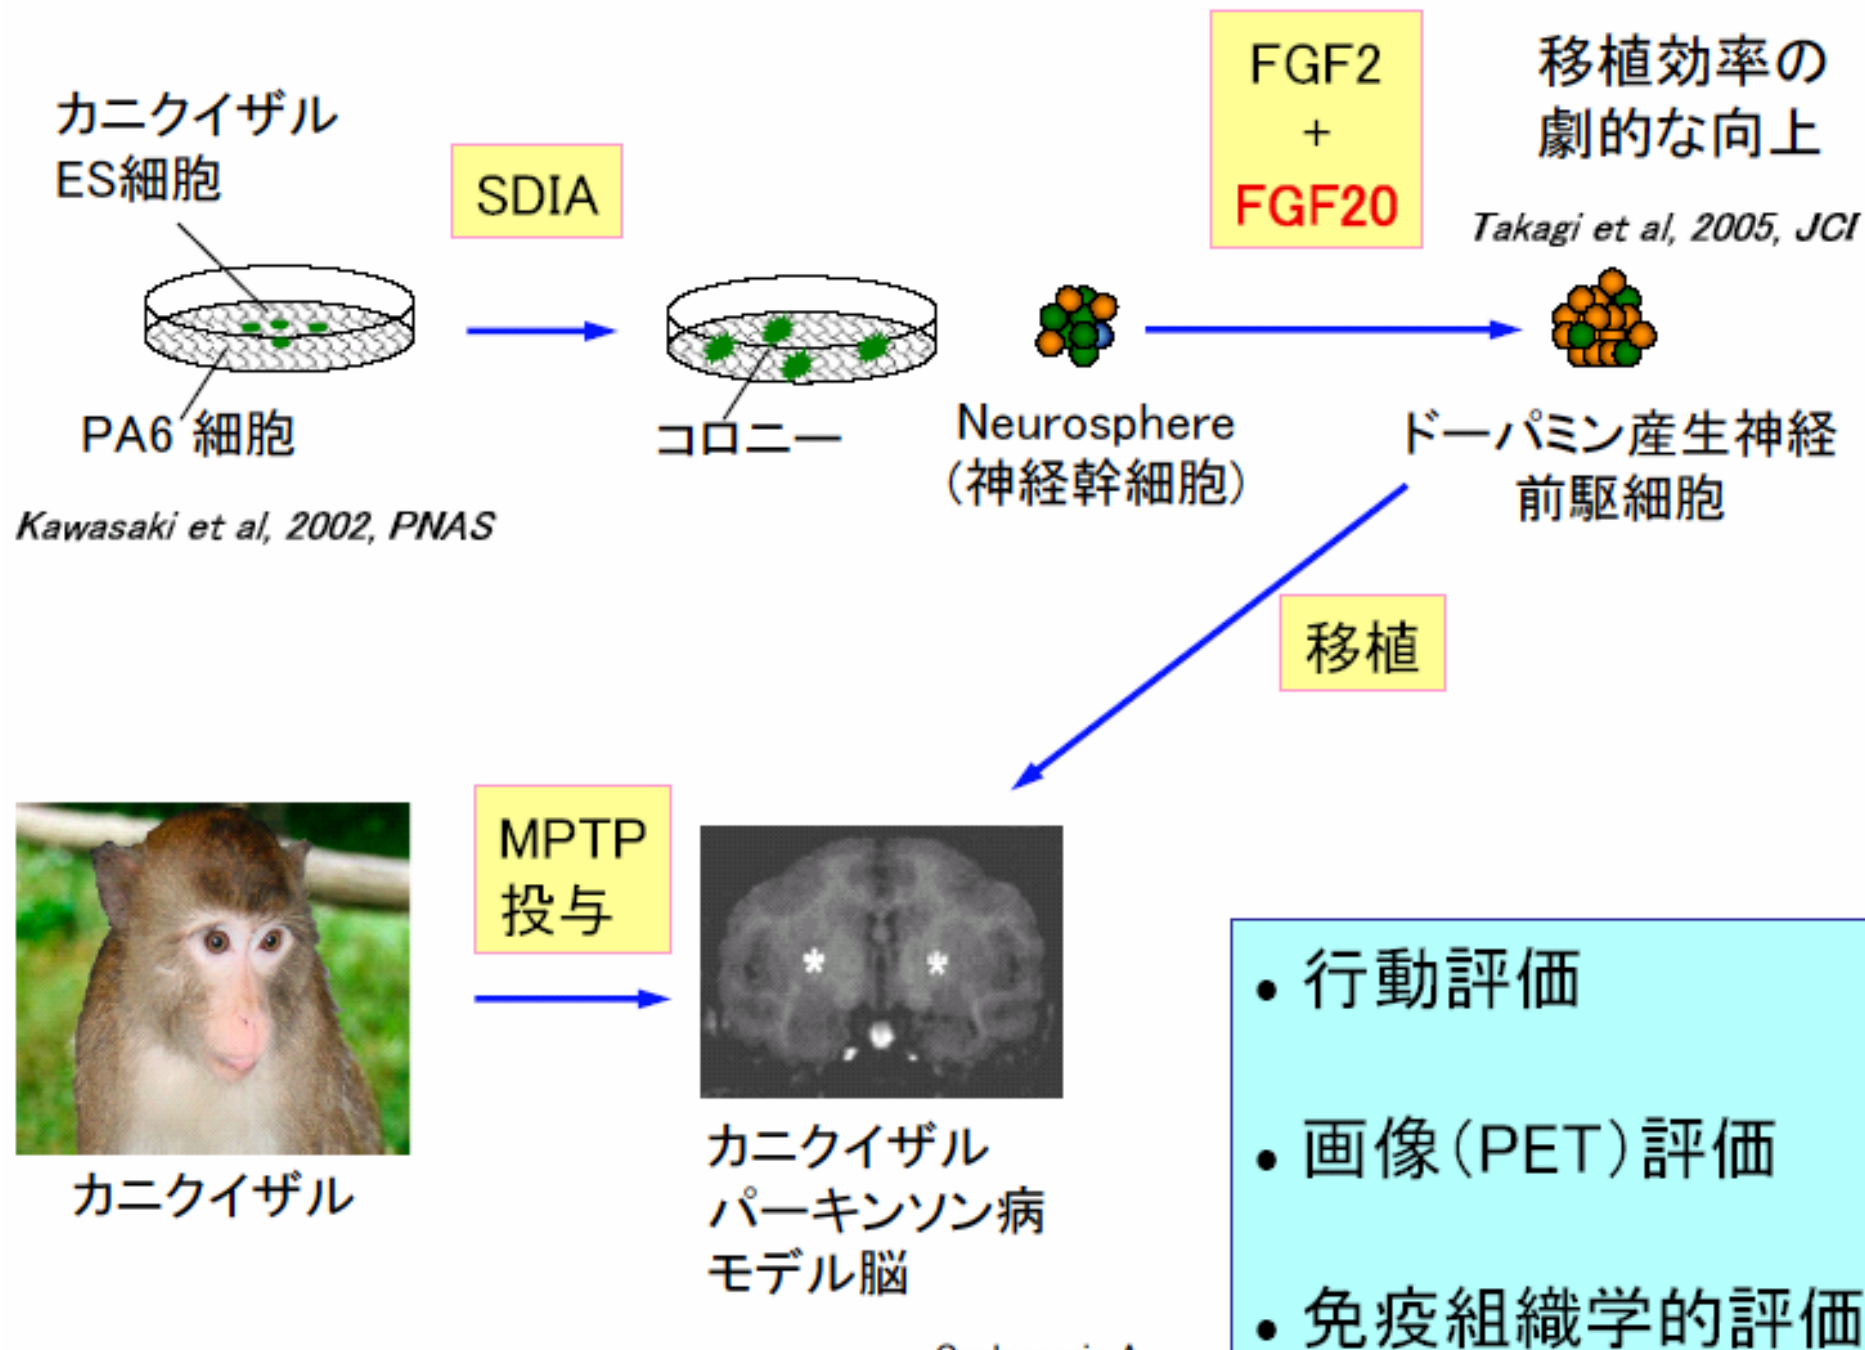 カニクイザル
ES細胞
SDIA
FGF2
+
FGF20
移植効率の
劇的な向上
Takagi et al, 2005, JCI
PA6 細胞
コロニー
Neurosphere
(神経幹細胞)
ドーパミン産生神経
前駆細胞
Kawasaki et al, 2002, PNAS
移植
MPTP
投与
* *
カニクイザル
カニクイザル
パーキンソン病
モデル脳
• 行動評価
• 画像(PET)評価
• 免疫組織学的評価